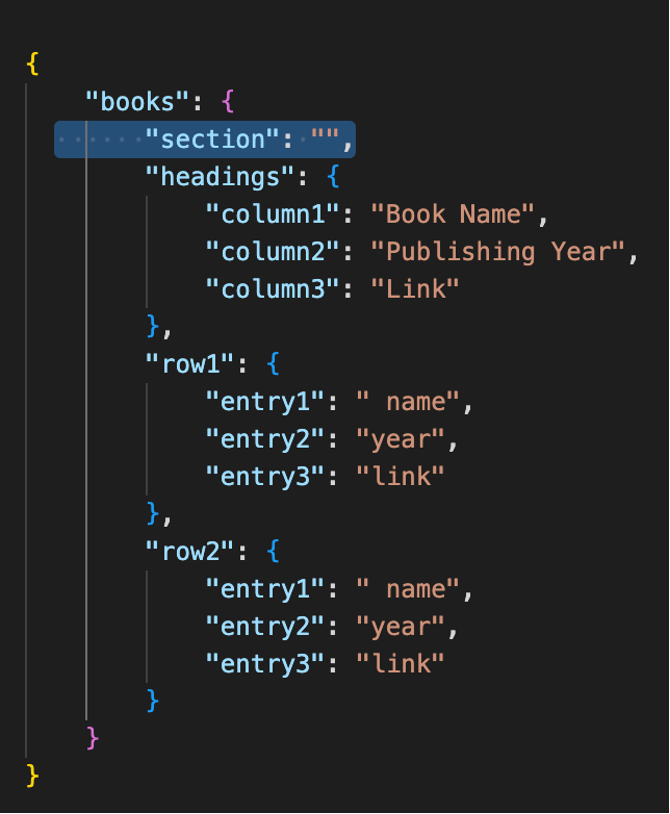 {
"books": {
"section": "",
"headings": {
"column1": "Book Name",
"column2": "Publishing Year",
"column3": "Link"
},
"row1": {
"entry1": " name",
"entry2": "year",
"entry3": "link"
},
"row2": {
"entry1": " name",
"entry2": "year",
"entry3": "link"
}
}
}